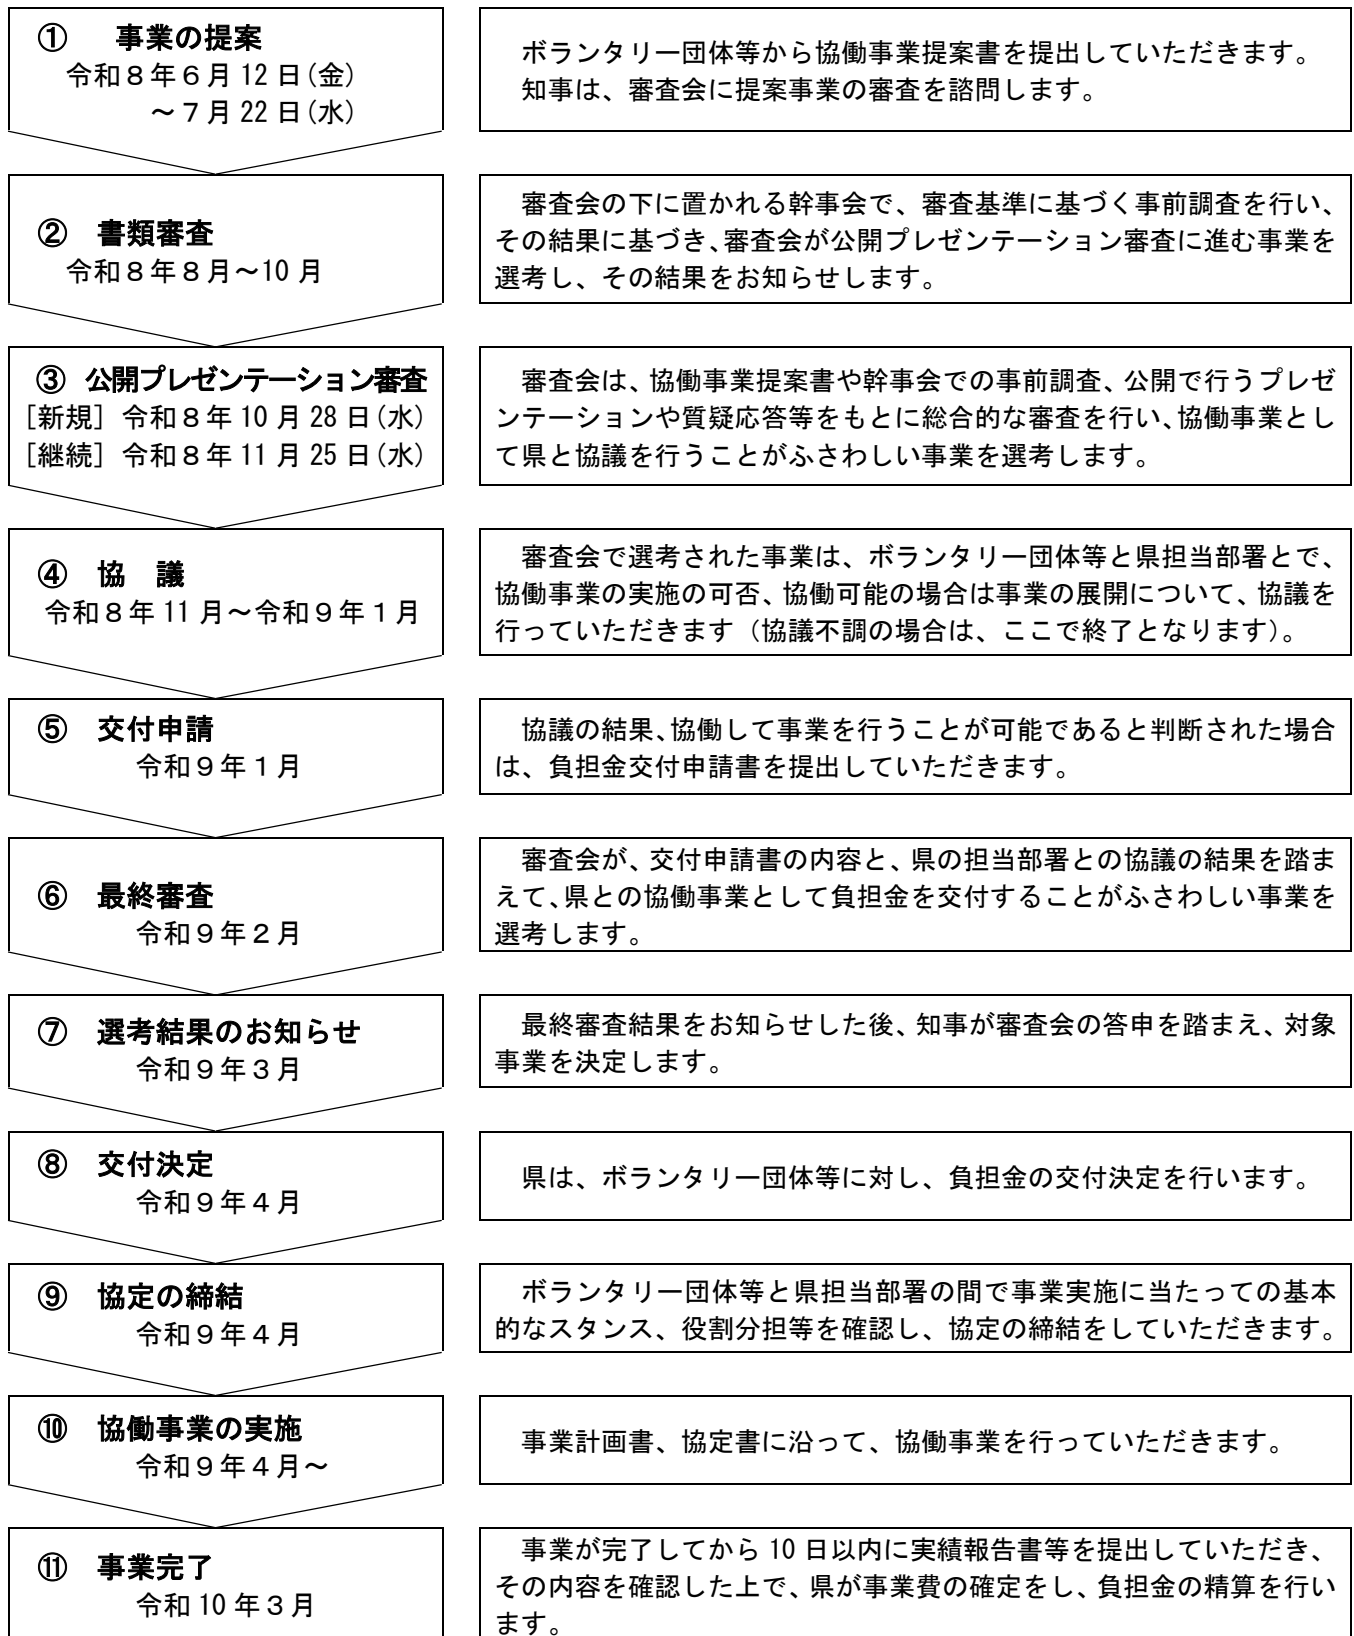 ① 事業の提案
令和８年６月 12 日(金)
～７月 22 日(水)
ボランタリー団体等から協働事業提案書を提出していただきます。
知事は、審査会に提案事業の審査を諮問します。
② 書類審査
令和８年８月～10 月
審査会の下に置かれる幹事会で、審査基準に基づく事前調査を行い、
その結果に基づき、審査会が公開プレゼンテーション審査に進む事業を
選考し、その結果をお知らせします。
③ 公開プレゼンテーション審査
[新規] 令和８年 10 月 28 日(水)
[継続] 令和８年 11 月 25 日(水)
審査会は、協働事業提案書や幹事会での事前調査、公開で行うプレゼ
ンテーションや質疑応答等をもとに総合的な審査を行い、協働事業とし
て県と協議を行うことがふさわしい事業を選考します。
④ 協　議
令和８年 11 月～令和９年１月
審査会で選考された事業は、ボランタリー団体等と県担当部署とで、
協働事業の実施の可否、協働可能の場合は事業の展開について、協議を
行っていただきます（協議不調の場合は、ここで終了となります）。
⑤ 交付申請
令和９年１月
協議の結果、協働して事業を行うことが可能であると判断された場合
は、負担金交付申請書を提出していただきます。
⑥ 最終審査
令和９年２月
審査会が、交付申請書の内容と、県の担当部署との協議の結果を踏ま
えて、県との協働事業として負担金を交付することがふさわしい事業を
選考します。
⑦ 選考結果のお知らせ
令和９年３月
最終審査結果をお知らせした後、知事が審査会の答申を踏まえ、対象
事業を決定します。
⑧ 交付決定
令和９年４月
県は、ボランタリー団体等に対し、負担金の交付決定を行います。
⑨ 協定の締結
令和９年４月
ボランタリー団体等と県担当部署の間で事業実施に当たっての基本
的なスタンス、役割分担等を確認し、協定の締結をしていただきます。
⑩ 協働事業の実施
令和９年４月～
事業計画書、協定書に沿って、協働事業を行っていただきます。
⑪ 事業完了
令和 10 年３月
事業が完了してから 10 日以内に実績報告書等を提出していただき、
その内容を確認した上で、県が事業費の確定をし、負担金の精算を行い
ます。